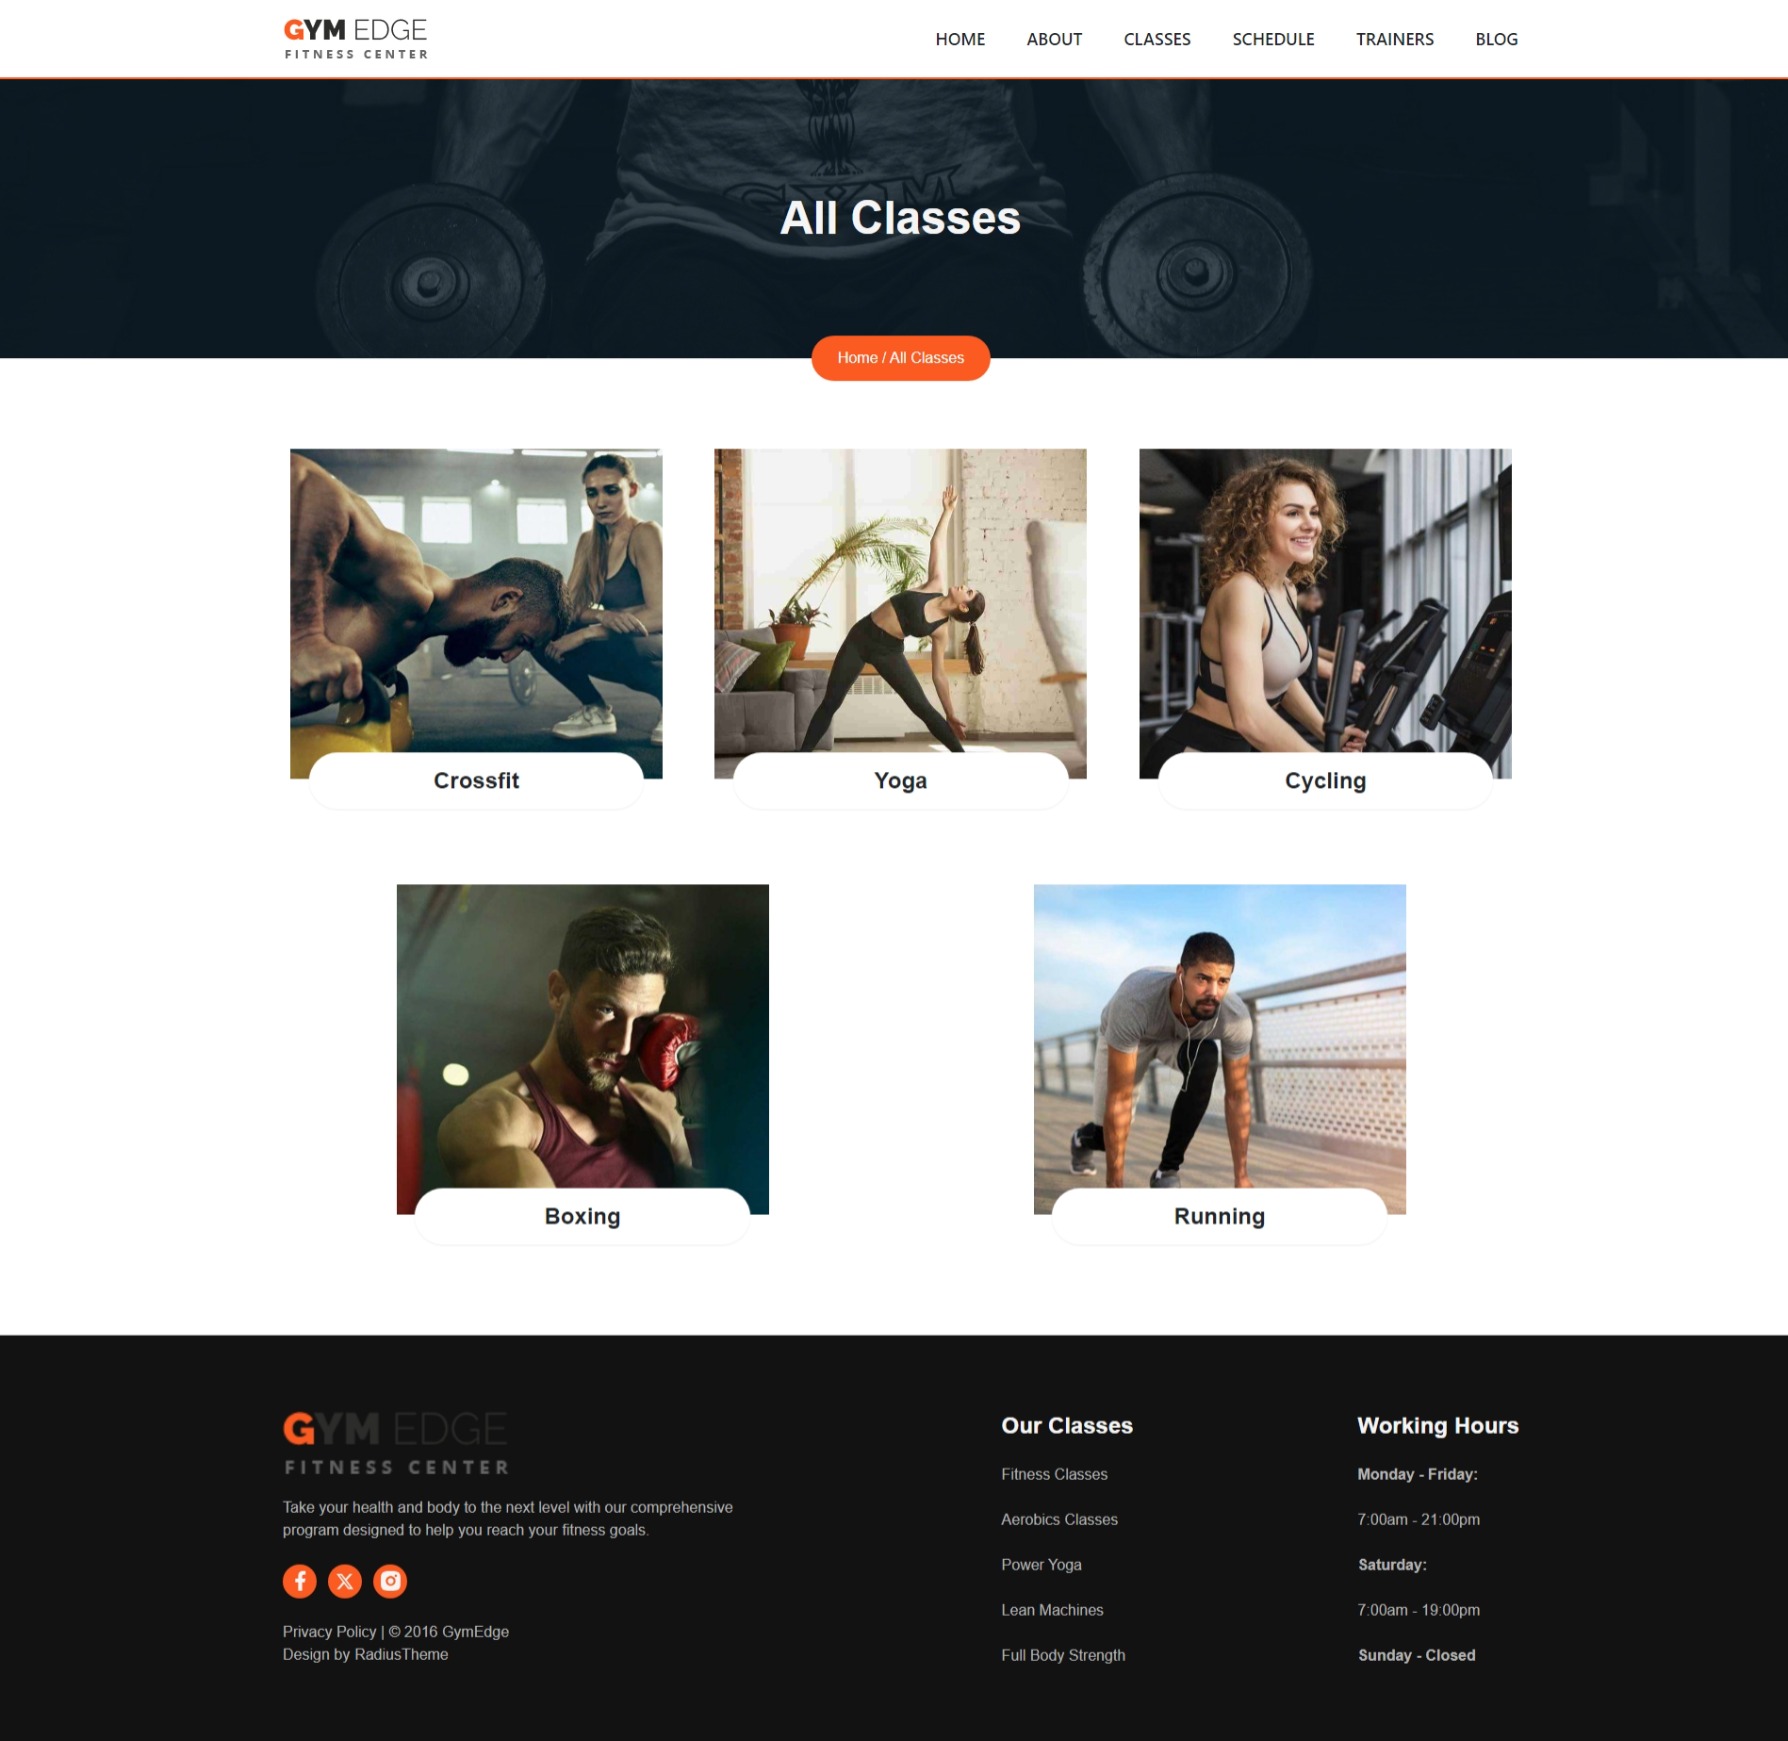 GYM EDGE
FITNESS CENTER
HOME ABOUT CLASSES SCHEDULE TRAINERS BLOG
GYM
All Classes
Home / All Classes
Crossfit Yoga Cycling
Boxing Running
GYM EDGE
FITNESS CENTER
Take your health and body to the next level with our comprehensive
program designed to help you reach your fitness goals.
Privacy Policy | © 2016 GymEdge
Design by RadiusTheme
Our Classes
Fitness Classes
Aerobics Classes
Power Yoga
Lean Machines
Full Body Strength
Working Hours
Monday - Friday:
7:00am - 21:00pm
Saturday:
7:00am - 19:00pm
Sunday - Closed